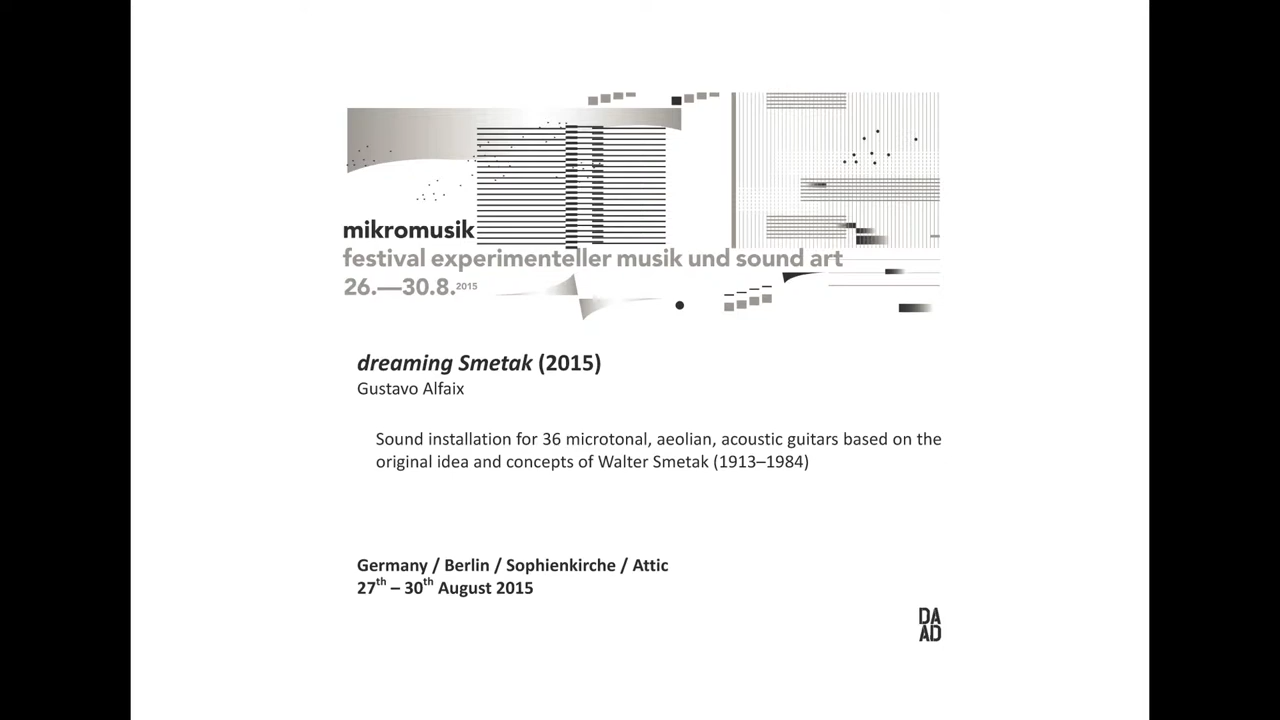 mikromusik
festival experimenteller musik und sound art
26.—30.8.2015
dreaming Smetak (2015)
Gustavo Alfaix
Sound installation for 36 microtonal, aeolian, acoustic guitars based on the
original idea and concepts of Walter Smetak (1913–1984)
Germany / Berlin / Sophienkirche / Attic
27th – 30th August 2015
DA
AD